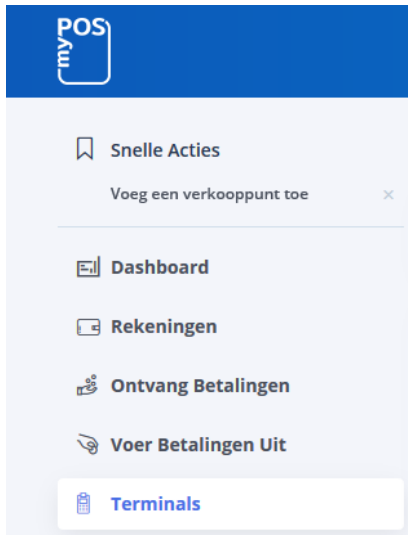 myPOS
Snelle Acties
Voeg een verkooppunt toe
Dashboard
Rekeningen
Ontvang Betalingen
Voer Betalingen Uit
Terminals